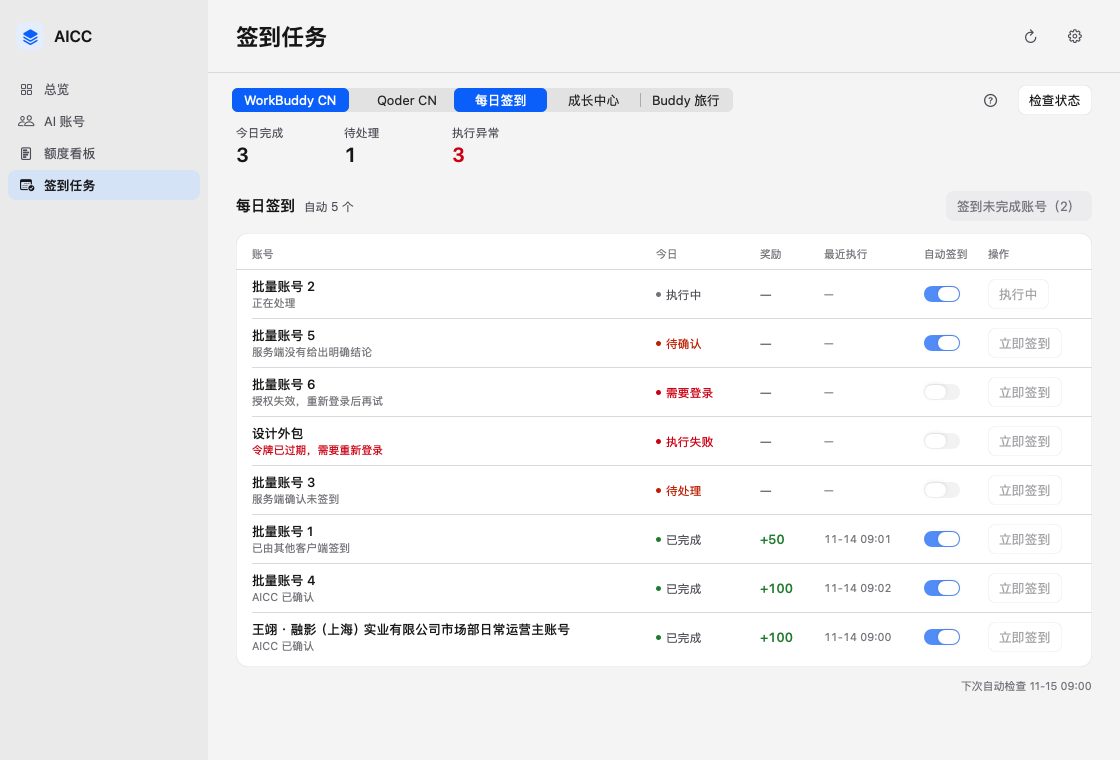 AICC
签到任务
总览
AI 账号
额度看板
签到任务
WorkBuddy CN
Qoder CN
每日签到
成长中心
Buddy 旅行
检查状态
今日完成
待处理
执行异常
3
1
3
每日签到 自动 5 个
签到未完成账号（2）
账号 今日 奖励 最近执行 自动签到 操作
批量账号 2
正在处理
执行中 — — 执行中
批量账号 5
服务端没有给出明确结论
待确认 — — 立即签到
批量账号 6
授权失效，重新登录后再试
需要登录 — — 立即签到
设计外包
令牌已过期，需要重新登录
执行失败 — — 立即签到
批量账号 3
服务端确认未签到
待处理 — — 立即签到
批量账号 1
已由其他客户端签到
已完成 +50 11-14 09:01 立即签到
批量账号 4
AICC 已确认
已完成 +100 11-14 09:02 立即签到
王翊 · 融影（上海）实业有限公司市场部日常运营主账号
AICC 已确认
已完成 +100 11-14 09:00 立即签到
下次自动检查 11-15 09:00